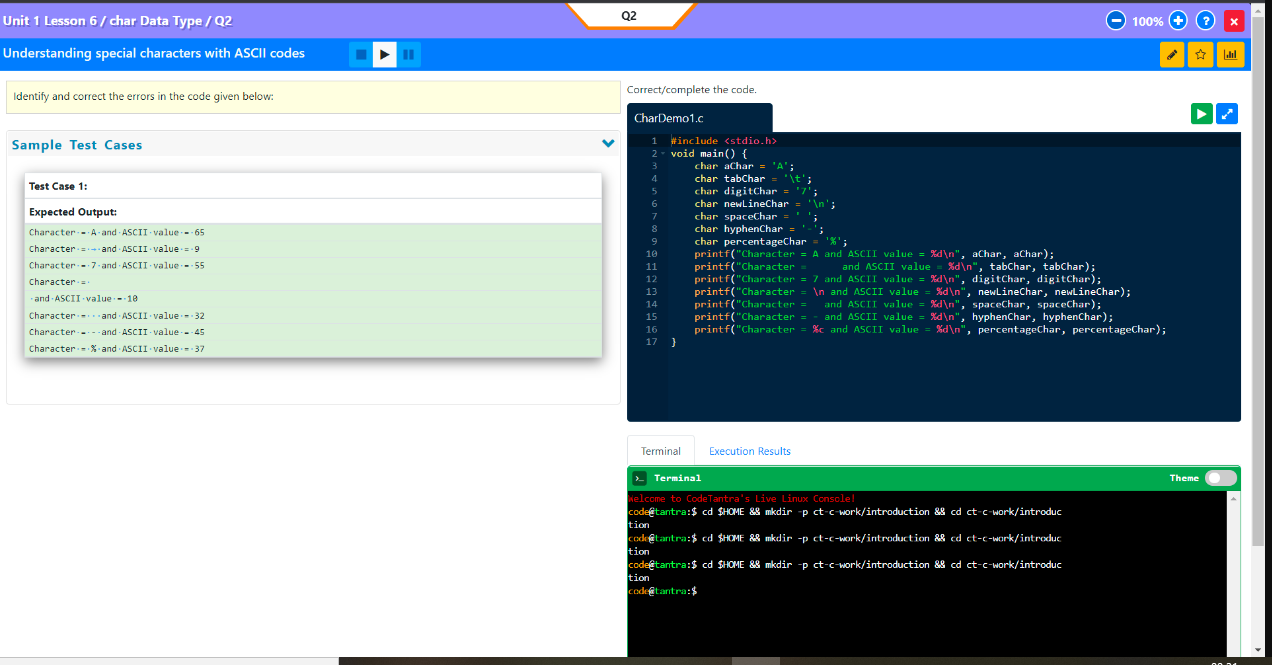 Unit 1 Lesson 6 / char Data Type / Q2
Q2
100%
?
×
Understanding special characters with ASCII codes
Identify and correct the errors in the code given below:
Sample Test Cases
Test Case 1:
Expected Output:
Character·=·A·and·ASCII·value·=·65
Character·=·→·and·ASCII·value·=·9
Character·=·7·and·ASCII·value·=·55
Character·=·
·and·ASCII·value·=·10
Character·=···and·ASCII·value·=·32
Character·=·-·and·ASCII·value·=·45
Character·=·%·and·ASCII·value·=·37
Correct/complete the code.
CharDemo1.c
1 #include <stdio.h>
2 void main() {
3     char aChar = 'A';
4     char tabChar = '\t';
5     char digitChar = '7';
6     char newLineChar = '\n';
7     char spaceChar = ' ';
8     char hyphenChar = '-';
9     char percentageChar = '%';
10     printf("Character = A and ASCII value = %d\n", aChar, aChar);
11     printf("Character =      and ASCII value = %d\n", tabChar, tabChar);
12     printf("Character = 7 and ASCII value = %d\n", digitChar, digitChar);
13     printf("Character = \n and ASCII value = %d\n", newLineChar, newLineChar);
14     printf("Character =   and ASCII value = %d\n", spaceChar, spaceChar);
15     printf("Character = - and ASCII value = %d\n", hyphenChar, hyphenChar);
16     printf("Character = %c and ASCII value = %d\n", percentageChar, percentageChar);
17 }
Terminal
Execution Results
>_ Terminal
Theme
Welcome to CodeTantra's Live Linux Console!
code@tantra:$ cd $HOME && mkdir -p ct-c-work/introduction && cd ct-c-work/introduc
tion
code@tantra:$ cd $HOME && mkdir -p ct-c-work/introduction && cd ct-c-work/introduc
tion
code@tantra:$ cd $HOME && mkdir -p ct-c-work/introduction && cd ct-c-work/introduc
tion
code@tantra:$